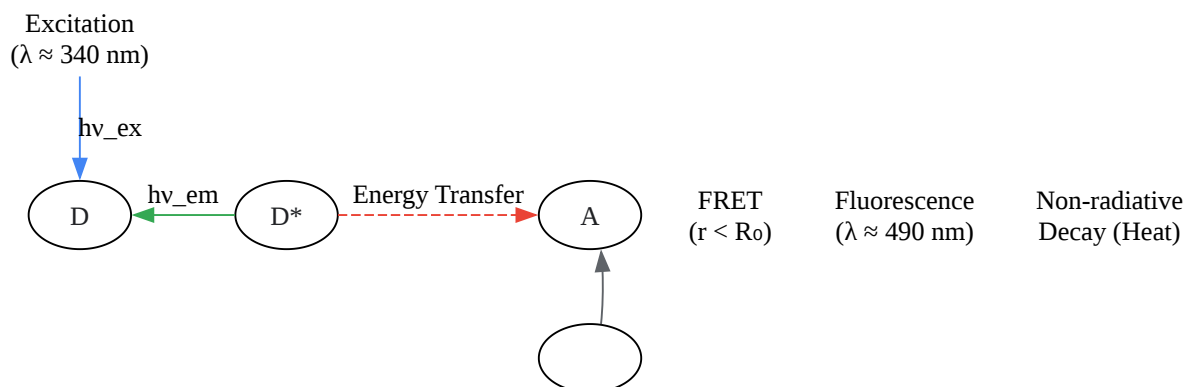 Excitation
(λ ≈ 340 nm)
hν_ex
D
hν_em
D*
Energy Transfer
A
FRET
(r < R₀)
Fluorescence
(λ ≈ 490 nm)
Non-radiative
Decay (Heat)